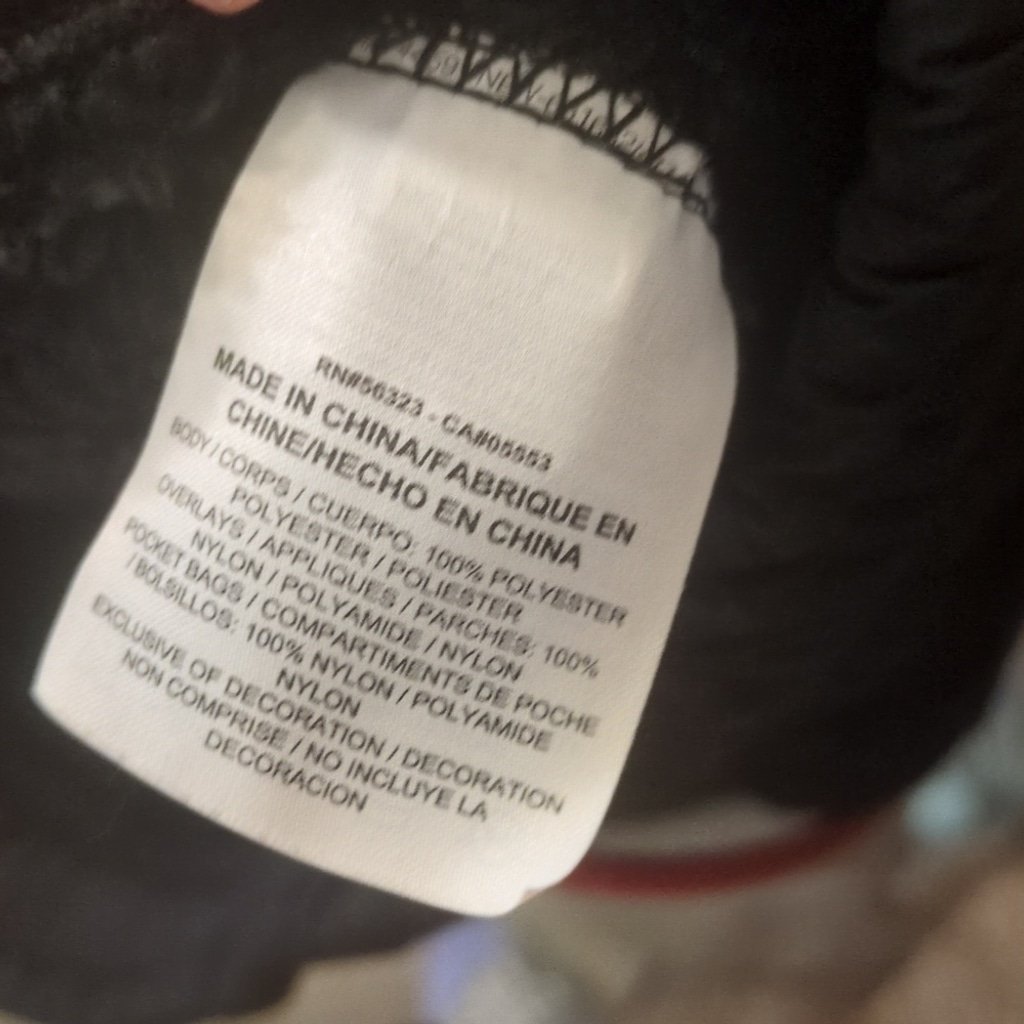 RN#56323 - CA#05553
MADE IN CHINA/FABRIQUE EN
CHINE/HECHO EN CHINA
BODY / CORPS / CUERPO: 100% POLYESTER
POLYESTER / POLIESTER
OVERLAYS / APPLIQUES / PARCHES: 100%
NYLON / POLYAMIDE / NYLON
POCKET BAGS / COMPARTIMENTS DE POCHE
/ BOLSILLOS: 100% NYLON / POLYAMIDE
NYLON
EXCLUSIVE OF DECORATION / DECORATION
NON COMPRISE / NO INCLUYE LA
DECORACION